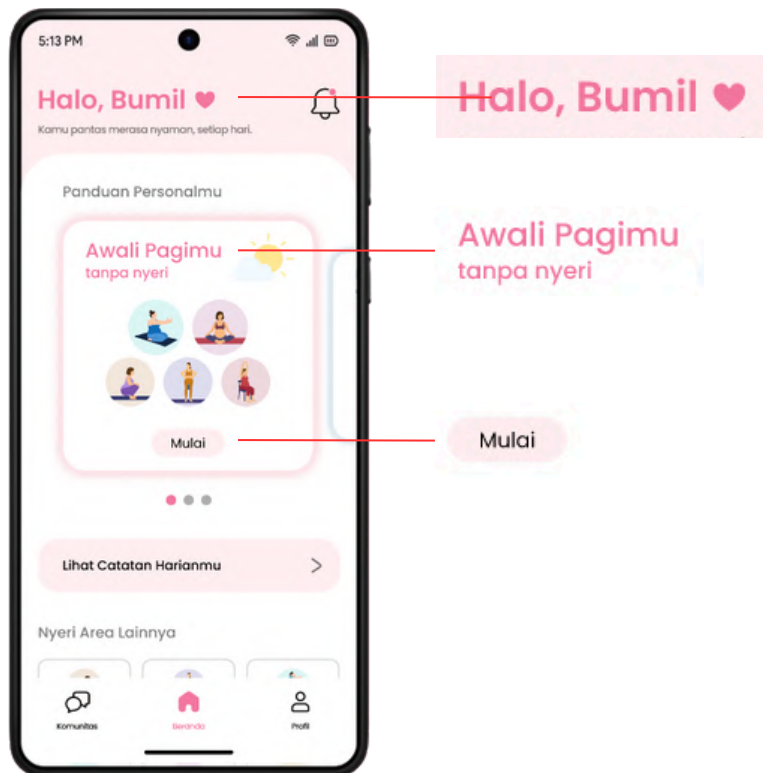 5:13 PM
Halo, Bumil
Kamu pantas merasa nyaman, setiap hari.
Panduan Personalmu
Awali Pagimu
tanpa nyeri
Mulai
Lihat Catatan Harianmu
Nyeri Area Lainnya
Komunitas
Beranda
Profil
Halo, Bumil
Awali Pagimu
tanpa nyeri
Mulai